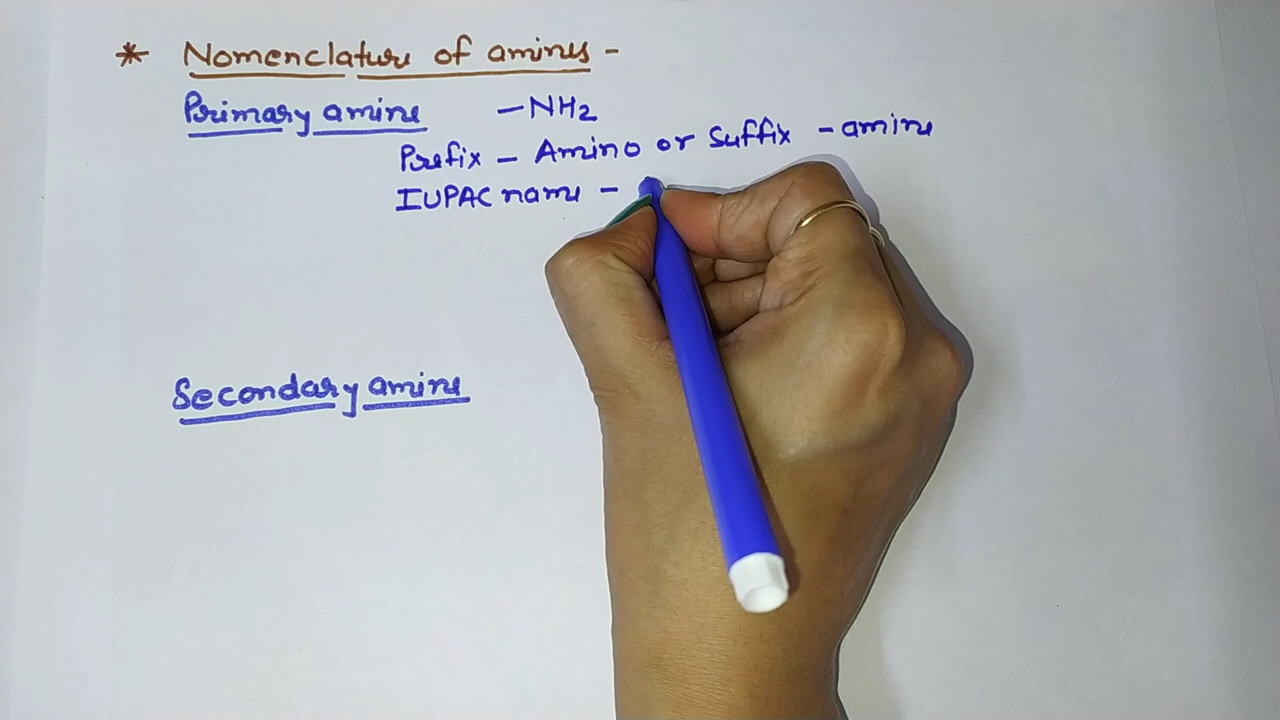 * Nomenclature of amines -
Primary amine - NH2
Prefix - Amino or Suffix - amine
IUPAC name -
Secondary amine